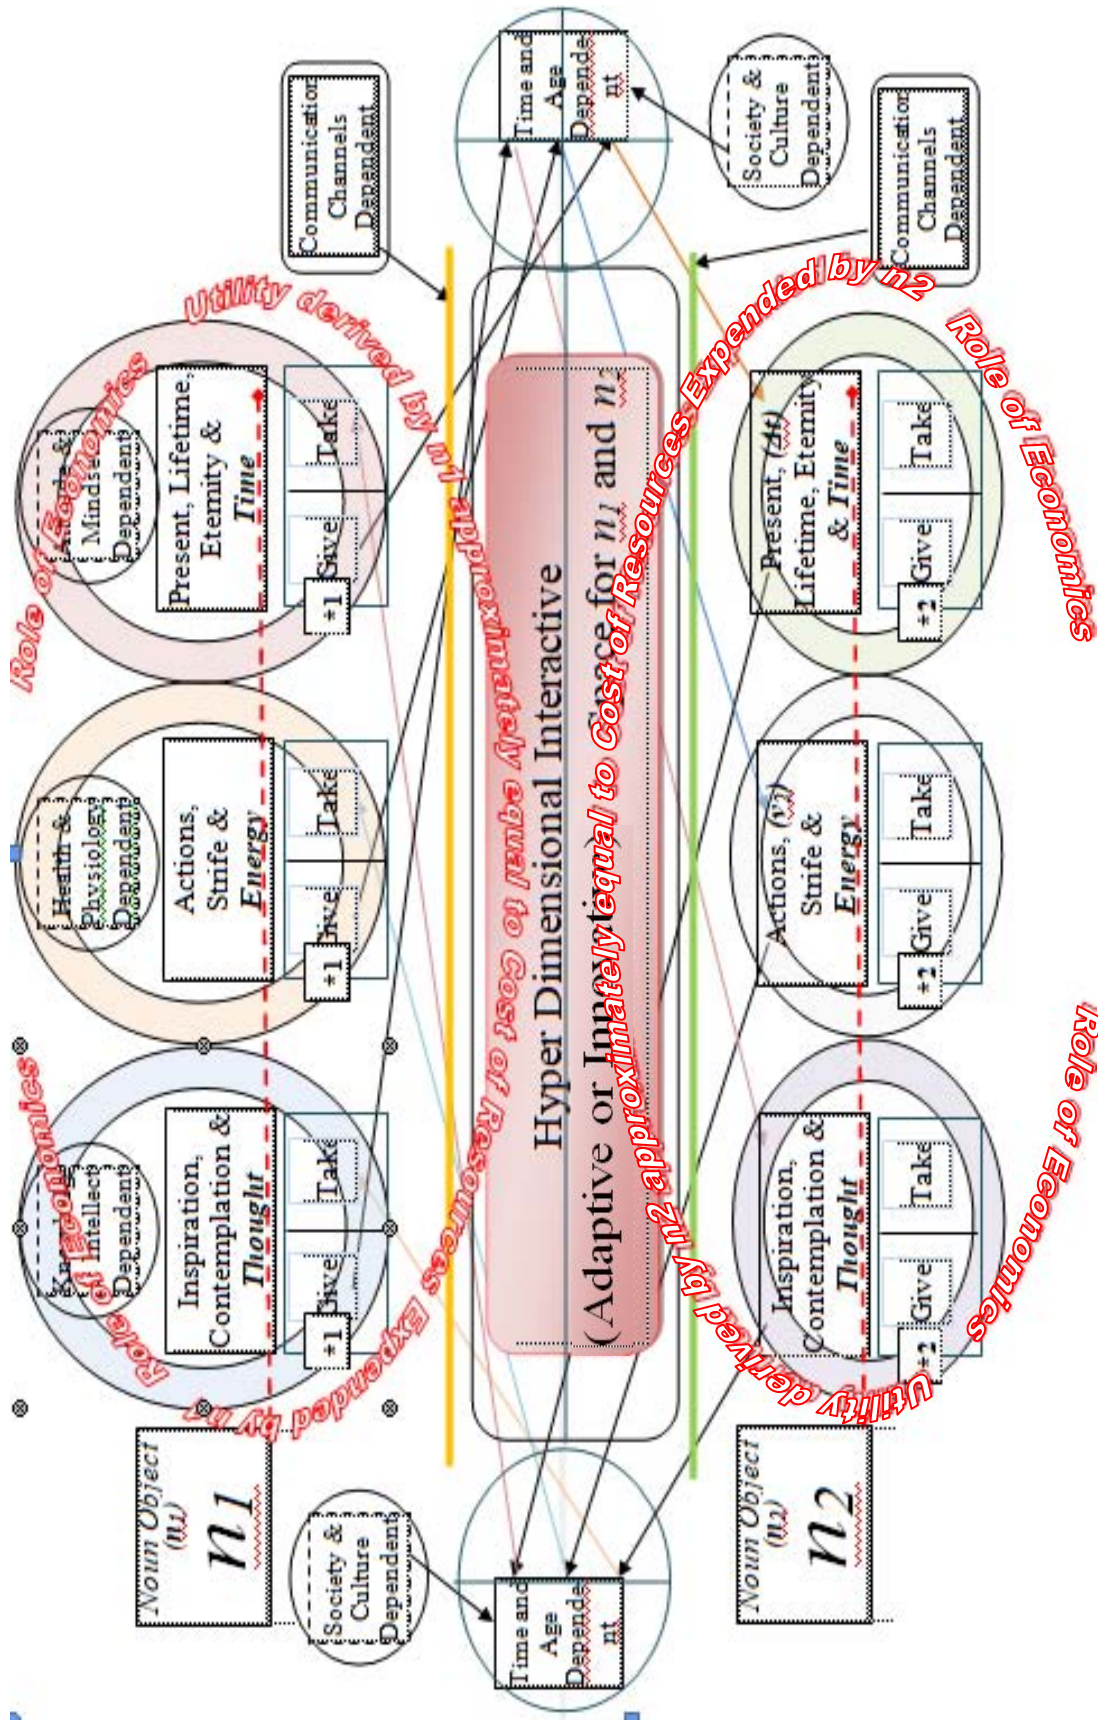 Role of Economics
Role of Economics
Intellect
Dependent
Health &
Physiology
Dependent
Mindset
Dependent
Noun Object
(n1)
n1
Inspiration,
Contemplation &
Thought
Actions,
Strife &
Energy
Present, Lifetime,
Eternity &
Time
*1
Give
Take
*1
Give
Take
*1
Give
Take
Utility derived by n1 approximately equal to Cost of Resources Expended by n1
Society &
Culture
Dependent
Communication
Channels
Dependent
Time and
Age
Depende
nt
Hyper Dimensional Interactive
(Adaptive or Innovative) Space for n1 and n2
Time and
Age
Depende
nt
Society &
Culture
Dependent
Communication
Channels
Dependent
Utility derived by n2 approximately equal to Cost of Resources Expended by n2
Noun Object
(n2)
n2
Inspiration,
Contemplation &
Thought
Actions, (v)
Strife &
Energy
Present, (Δt)
Lifetime, Eternity
& Time
*2
Give
Take
*2
Give
Take
*2
Give
Take
Role of Economics
Role of Economics